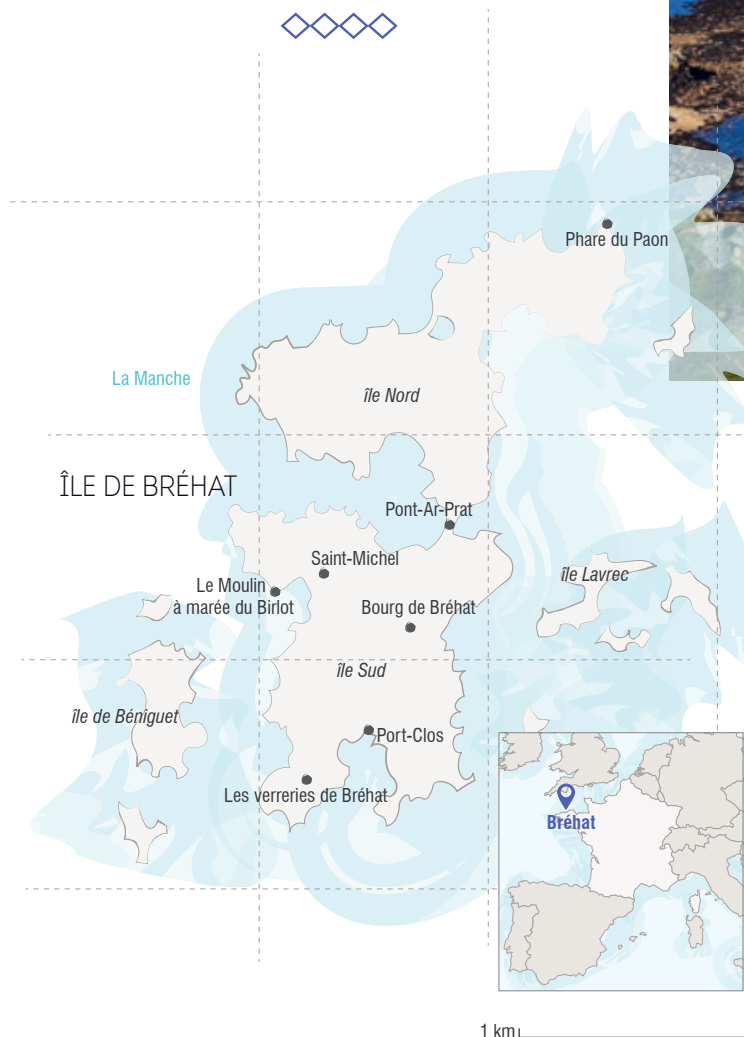 Phare du Paon
La Manche
île Nord
ÎLE DE BRÉHAT
Pont-Ar-Prat
Saint-Michel
Le Moulin
à marée du Birlot
île Lavrec
Bourg de Bréhat
île Sud
île de Béniguet
Port-Clos
Les verreries de Bréhat
Bréhat
1 km